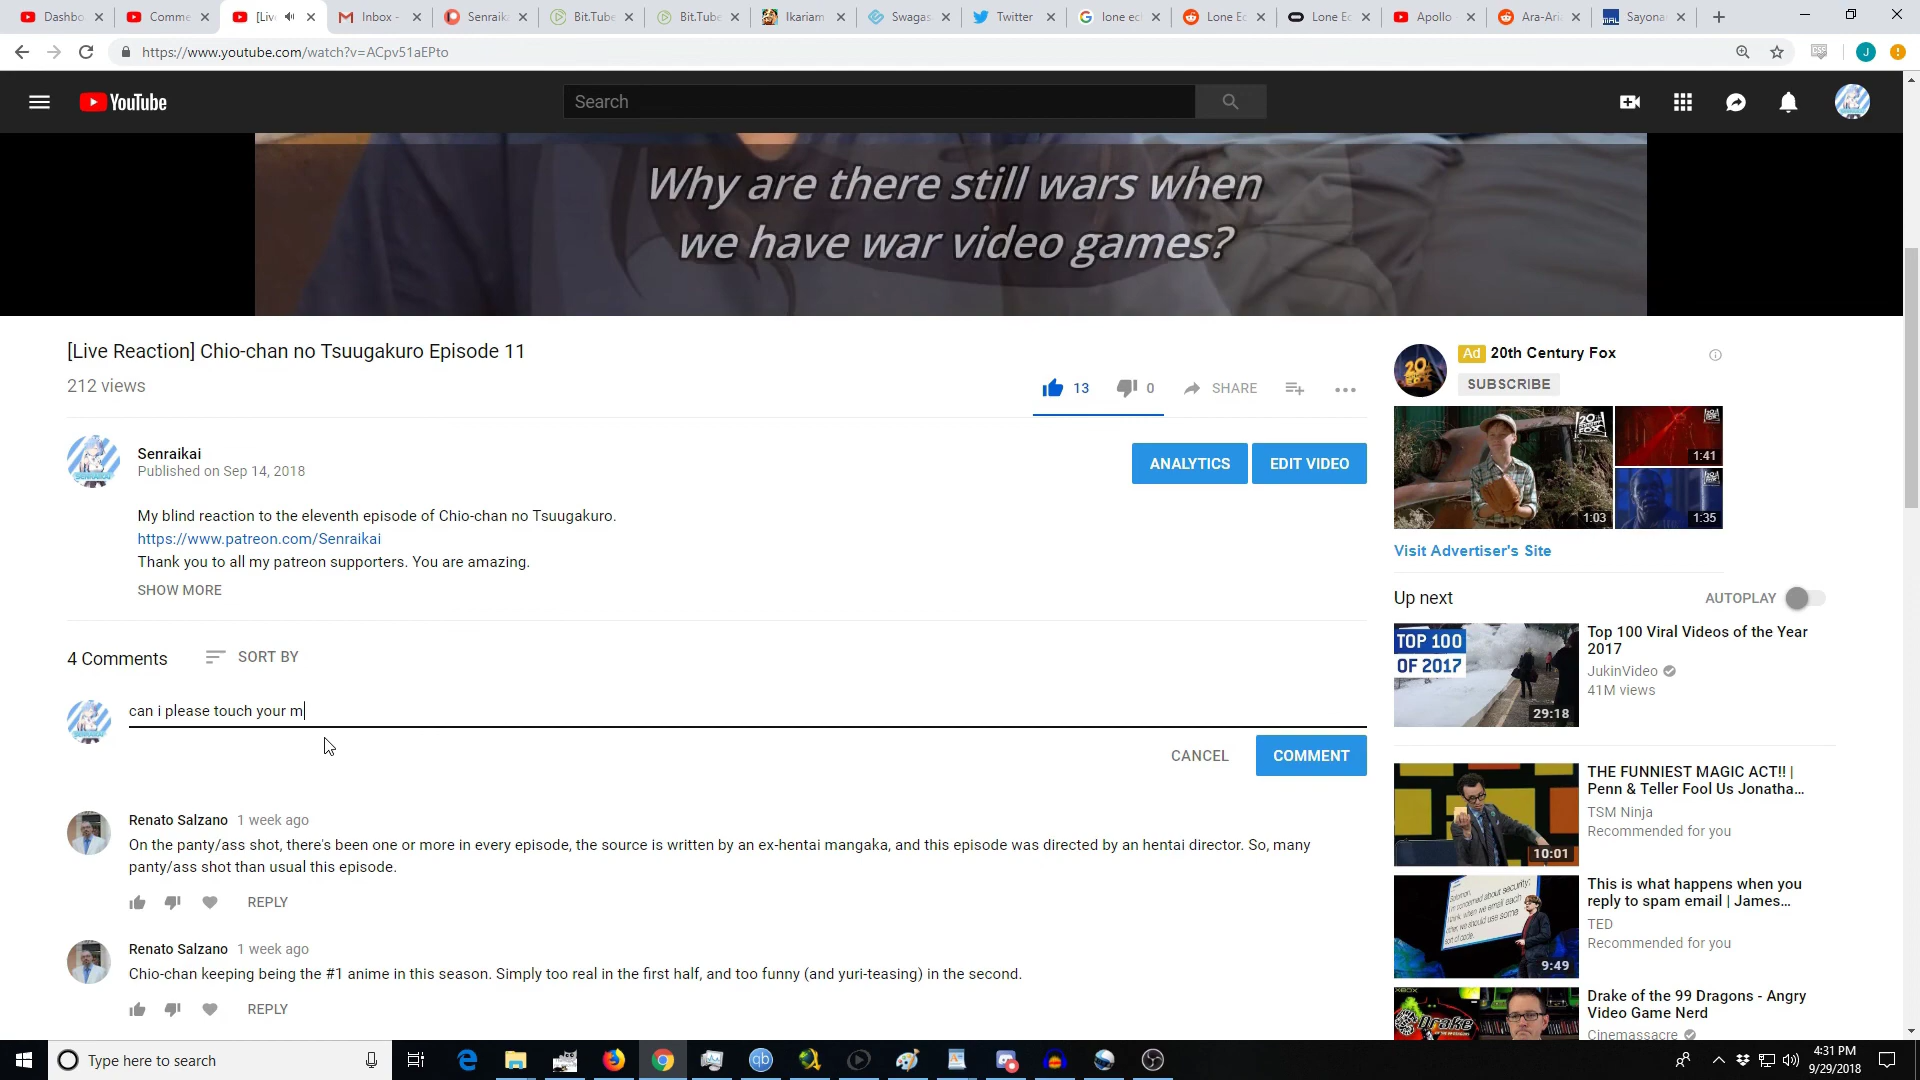 Dashbo
Comme
[Liv
Inbox -
Senraik
Bit.Tube
Bit.Tube
Ikariam
Swagas
Twitter
lone ec
Lone Ec
Lone Ec
Apollo
Ara-Ari
Sayona
https://www.youtube.com/watch?v=ACpv51aEPto
J
YouTube
Search
Why are there still wars when
we have war video games?
[Live Reaction] Chio-chan no Tsuugakuro Episode 11
212 views
13
0
SHARE
Senraikai
Published on Sep 14, 2018
ANALYTICS
EDIT VIDEO
My blind reaction to the eleventh episode of Chio-chan no Tsuugakuro.
https://www.patreon.com/Senraikai
Thank you to all my patreon supporters. You are amazing.
SHOW MORE
4 Comments
SORT BY
can i please touch your m
CANCEL
COMMENT
Renato Salzano 1 week ago
On the panty/ass shot, there's been one or more in every episode, the source is written by an ex-hentai mangaka, and this episode was directed by an hentai director. So, many
panty/ass shot than usual this episode.
REPLY
Renato Salzano 1 week ago
Chio-chan keeping being the #1 anime in this season. Simply too real in the first half, and too funny (and yuri-teasing) in the second.
REPLY
Ad 20th Century Fox
SUBSCRIBE
1:03
1:41
1:35
Visit Advertiser's Site
Up next
AUTOPLAY
TOP 100
OF 2017
29:18
Top 100 Viral Videos of the Year
2017
JukinVideo
41M views
10:01
THE FUNNIEST MAGIC ACT!! |
Penn & Teller Fool Us Jonatha...
TSM Ninja
Recommended for you
9:49
This is what happens when you
reply to spam email | James...
TED
Recommended for you
Drake of the 99 Dragons - Angry
Video Game Nerd
Cinemassacre
Type here to search
4:31 PM
9/29/2018